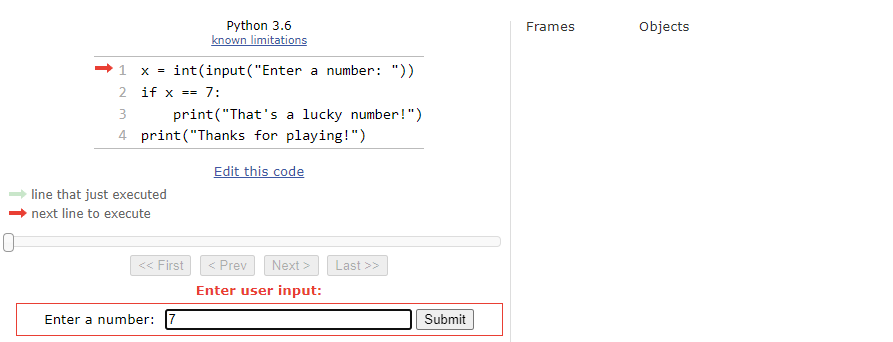 Python 3.6
known limitations
1 x = int(input("Enter a number: "))
2 if x == 7:
3     print("That's a lucky number!")
4 print("Thanks for playing!")
Edit this code
line that just executed
next line to execute
<< First < Prev Next > Last >>
Enter user input:
Enter a number: 7 Submit
Frames Objects